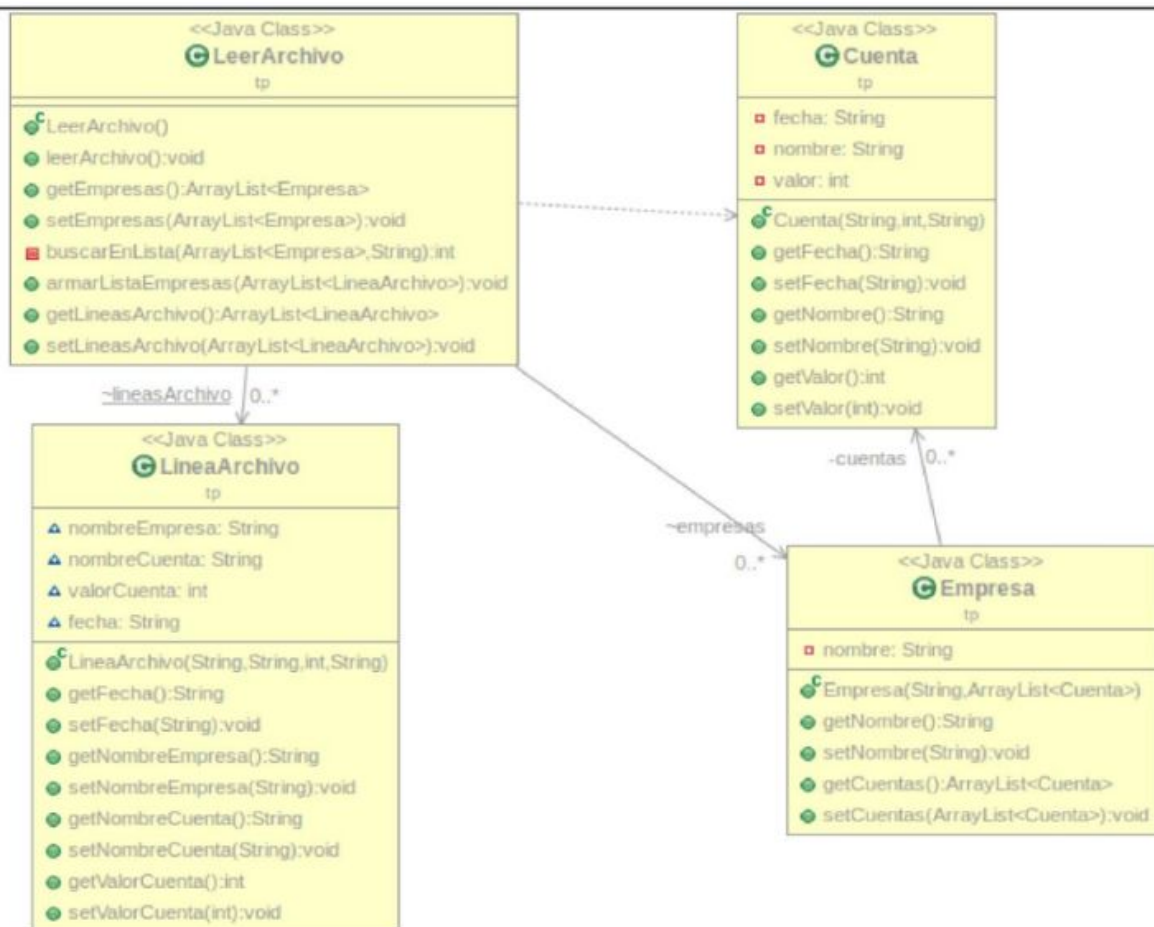 <<Java Class>>
LeerArchivo
tp
LeerArchivo()
leerArchivo():void
getEmpresas():ArrayList<Empresa>
setEmpresas(ArrayList<Empresa>):void
buscarEnLista(ArrayList<Empresa>,String):int
armarListaEmpresas(ArrayList<LineaArchivo>):void
getLineasArchivo():ArrayList<LineaArchivo>
setLineasArchivo(ArrayList<LineaArchivo>):void
<<Java Class>>
Cuenta
tp
fecha: String
nombre: String
valor: int
Cuenta(String,int,String)
getFecha():String
setFecha(String):void
getNombre():String
setNombre(String):void
getValor():int
setValor(int):void
~lineasArchivo 0..*
<<Java Class>>
LineaArchivo
tp
nombreEmpresa: String
nombreCuenta: String
valorCuenta: int
fecha: String
LineaArchivo(String,String,int,String)
getFecha():String
setFecha(String):void
getNombreEmpresa():String
setNombreEmpresa(String):void
getNombreCuenta():String
setNombreCuenta(String):void
getValorCuenta():int
setValorCuenta(int):void
-cuentas 0..*
~empresas
0..*
<<Java Class>>
Empresa
tp
nombre: String
Empresa(String,ArrayList<Cuenta>)
getNombre():String
setNombre(String):void
getCuentas():ArrayList<Cuenta>
setCuentas(ArrayList<Cuenta>):void